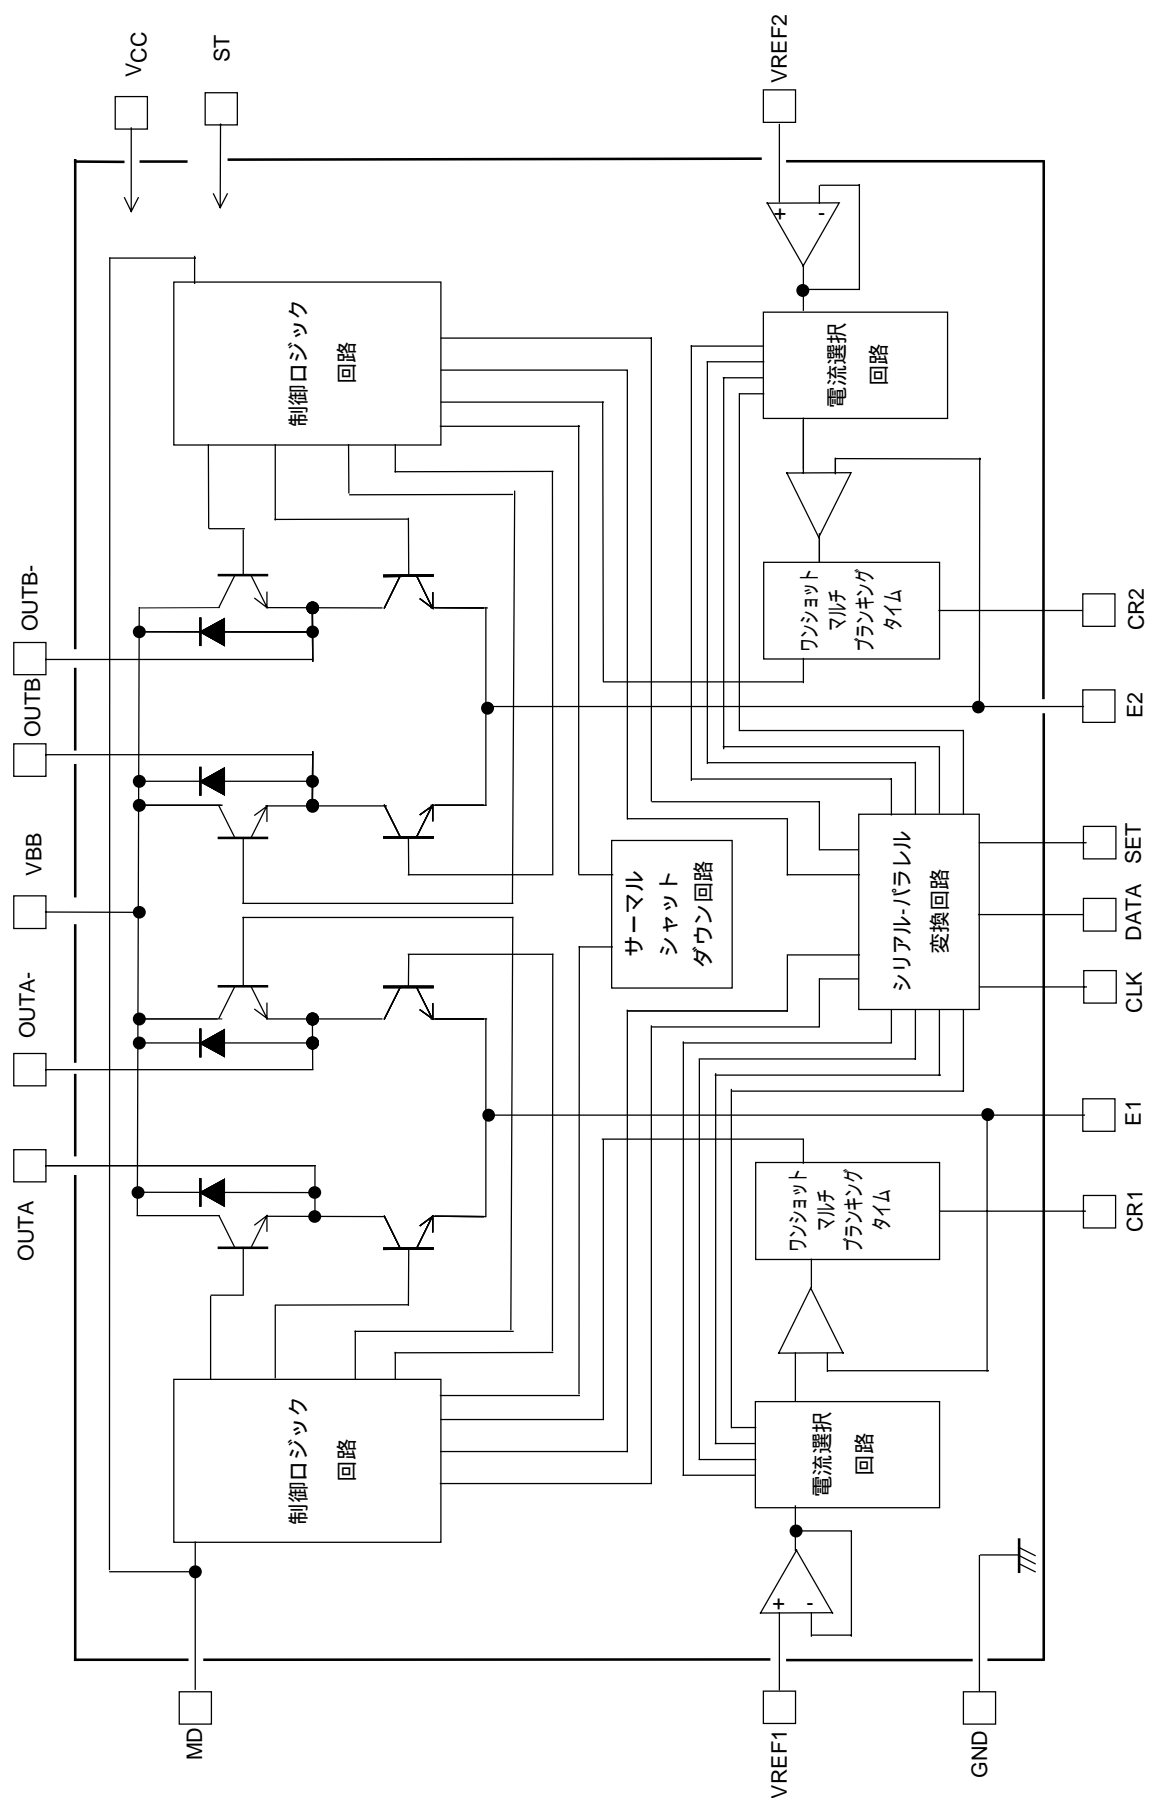 OUTA
OUTA-
VBB
OUTB
OUTB-
MD
VCC
ST
制御ロジック
回路
制御ロジック
回路
サーマル
シャット
ダウン回路
VREF1
+
-
電流選択
回路
ワンショット
マルチ
ブランキング
タイム
シリアル-パラレル
変換回路
ワンショット
マルチ
ブランキング
タイム
電流選択
回路
+
-
VREF2
GND
CR1
E1
CLK
DATA
SET
E2
CR2